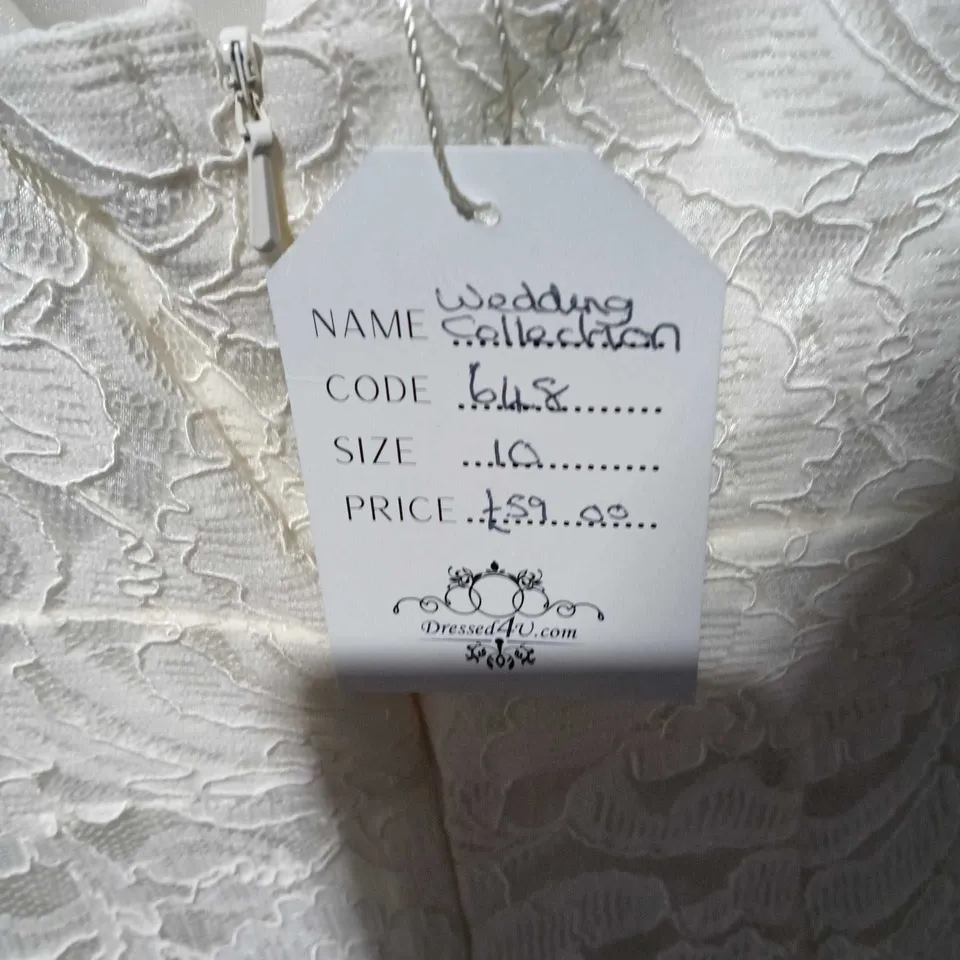 NAME Wedding
Collection
CODE 648
SIZE 10
PRICE £59.00
Dressed4U.com